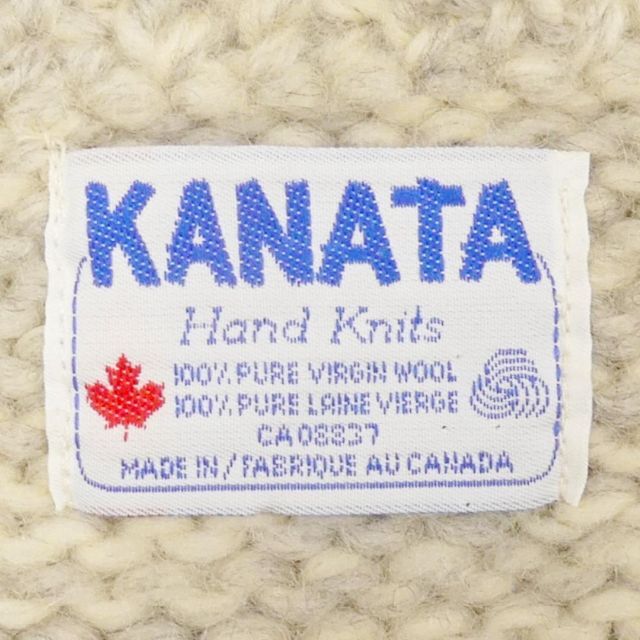 KANATA
Hand Knits
100% PURE VIRGIN WOOL
100% PURE LAINE VIERGE
CA08837
MADE IN / FABRIQUE AU CANADA